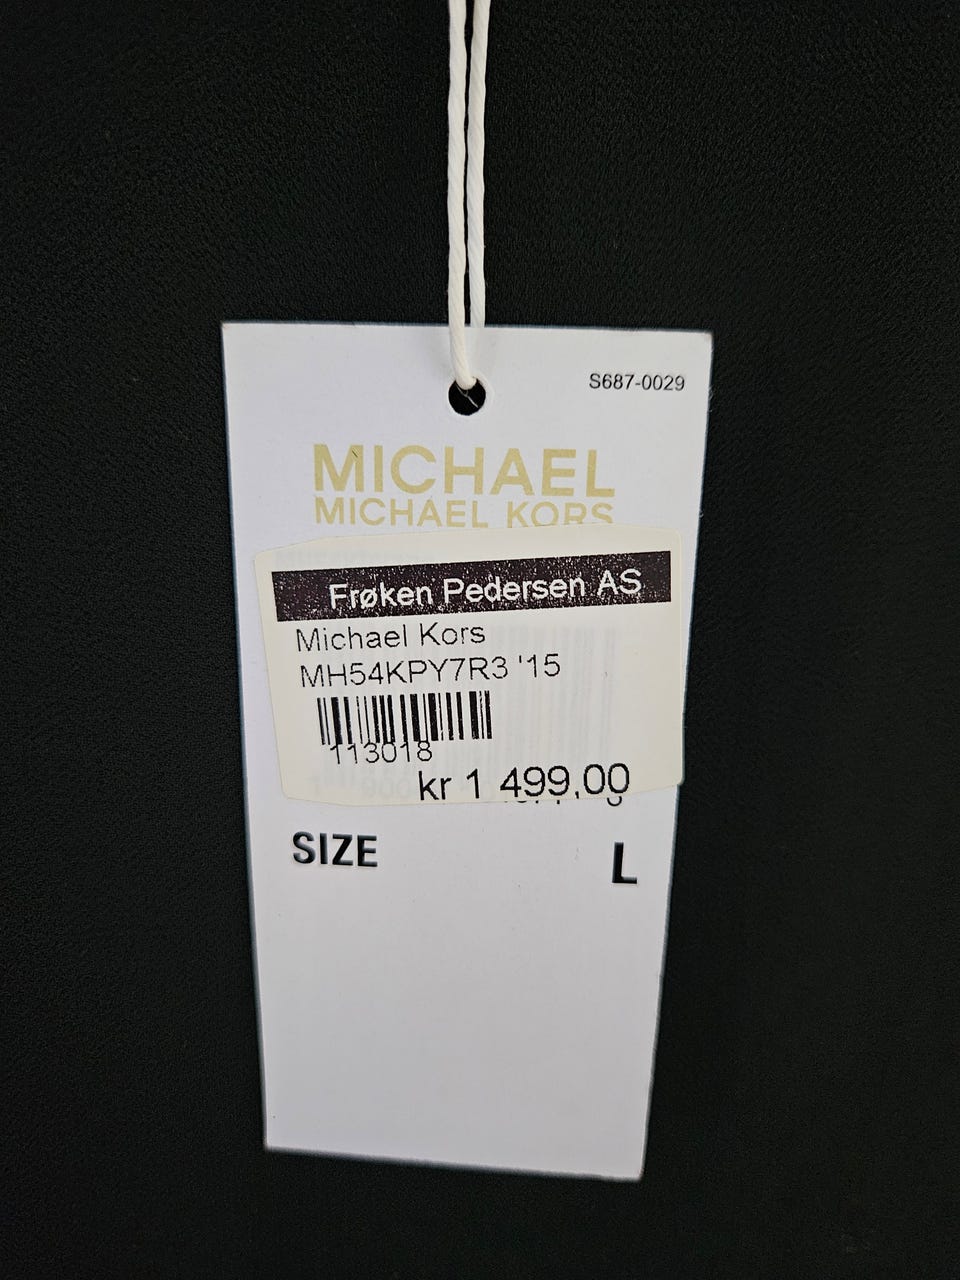 S687-0029
MICHAEL
MICHAEL KORS
Frøken Pedersen AS
Michael Kors
MH54KPY7R3 '15
113018
kr 1 499,00
SIZE L